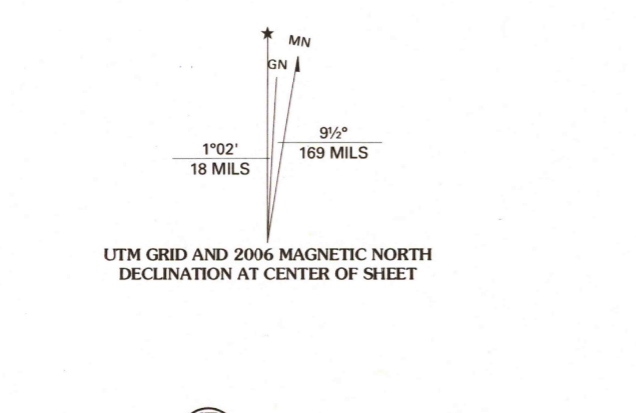 MN
GN
1°02'
18 MILS
9½°
169 MILS
UTM GRID AND 2006 MAGNETIC NORTH
DECLINATION AT CENTER OF SHEET